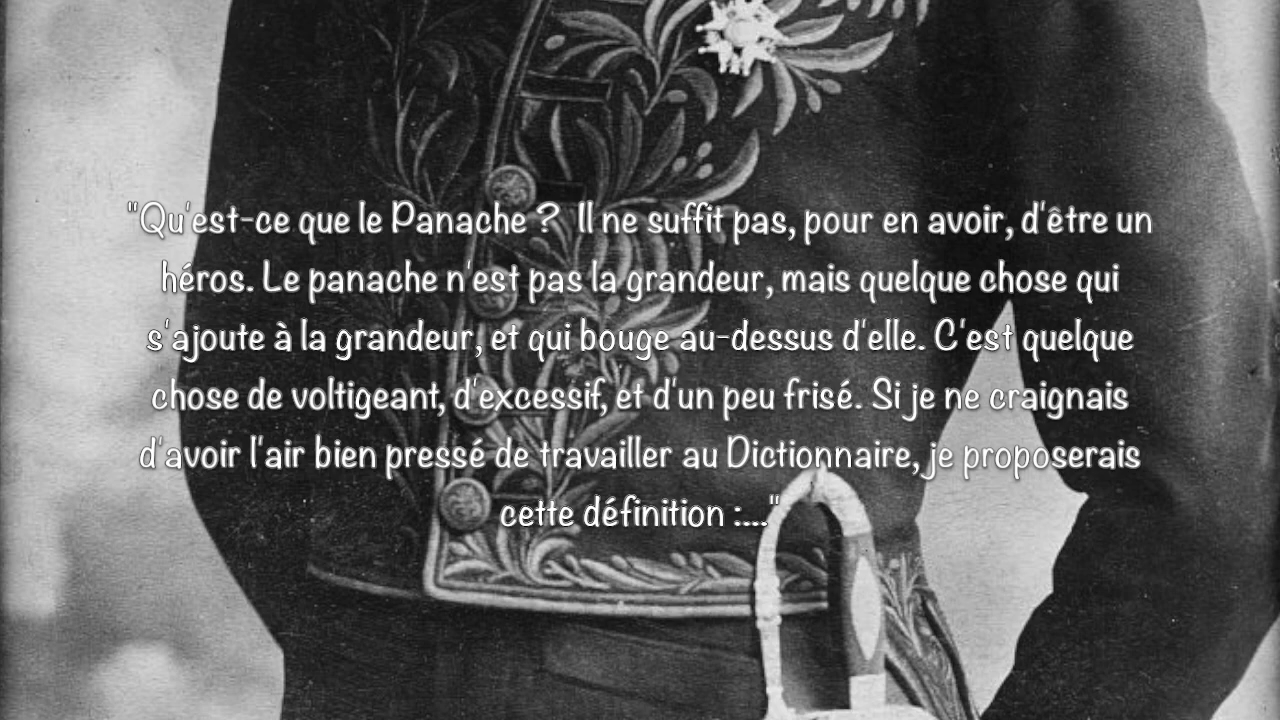 "Qu'est-ce que le Panache ?  Il ne suffit pas, pour en avoir, d'être un
héros. Le panache n'est pas la grandeur, mais quelque chose qui
s'ajoute à la grandeur, et qui bouge au-dessus d'elle. C'est quelque
chose de voltigeant, d'excessif, et d'un peu frisé. Si je ne craignais
d'avoir l'air bien pressé de travailler au Dictionnaire, je proposerais
cette définition :..."